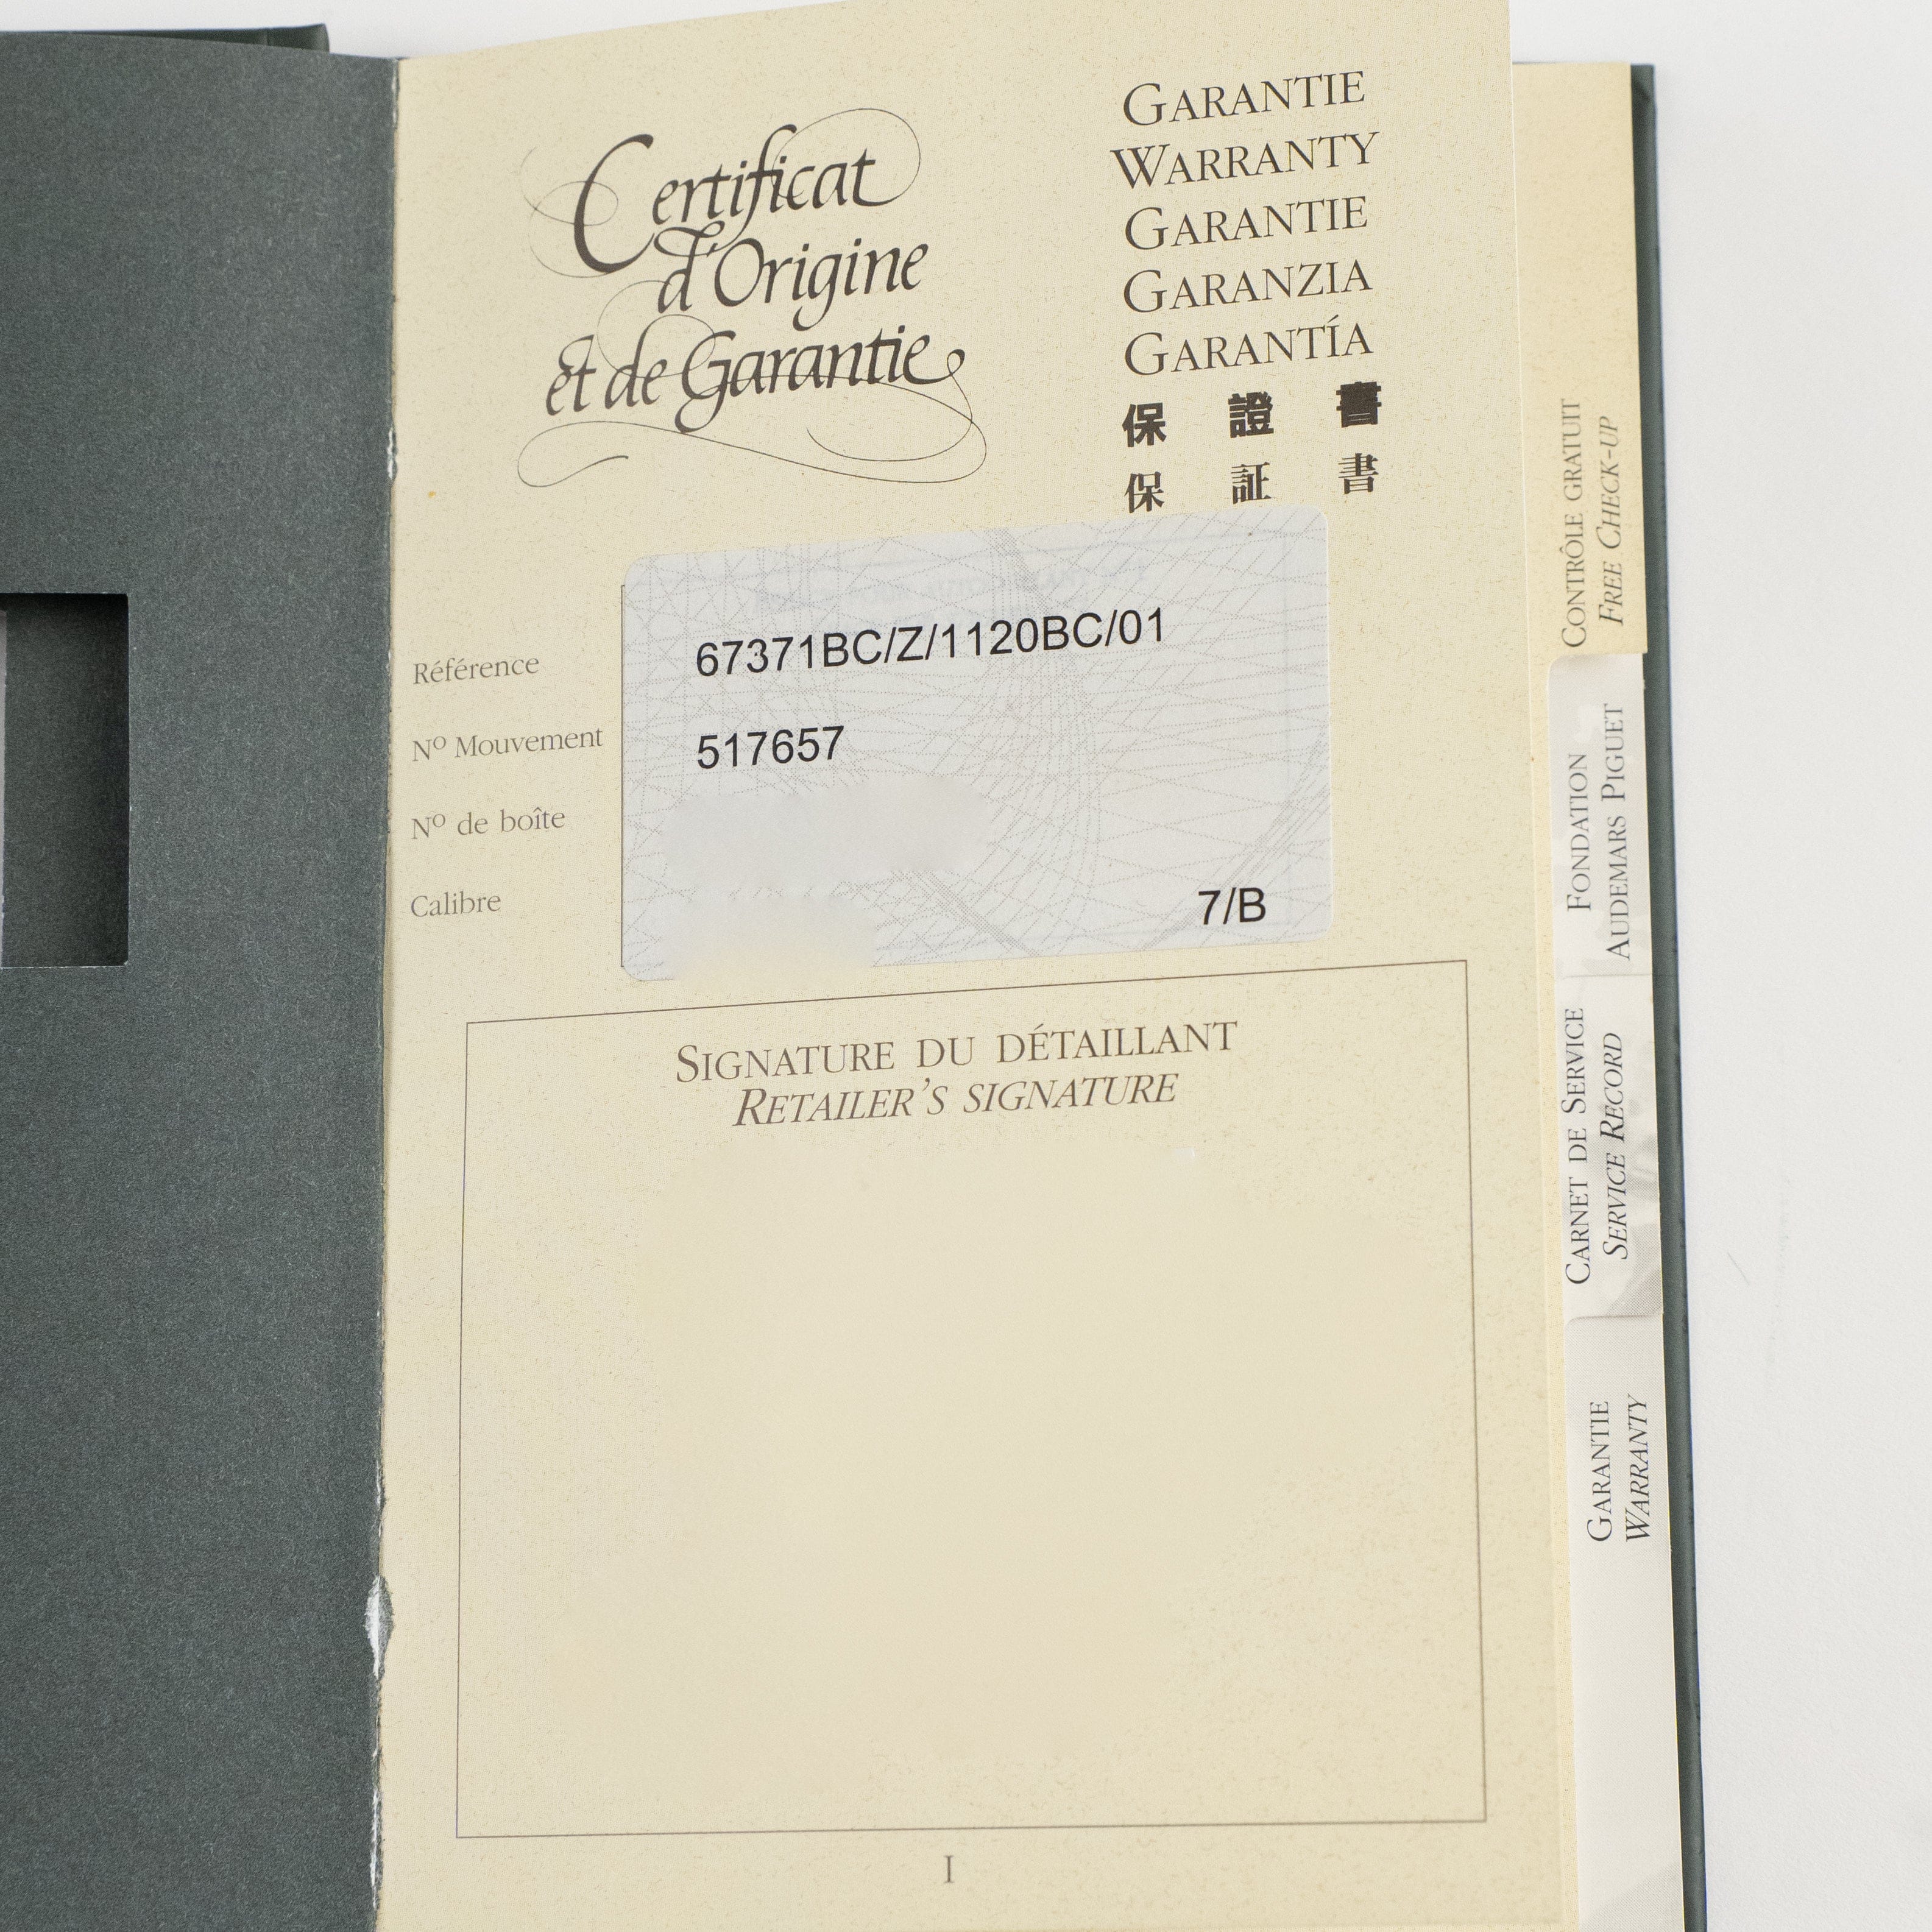 Certificat
d'Origine
et de Garantie
GARANTIE
WARRANTY
GARANTIE
GARANZIA
GARANTÍA
保 證 書
保 証 書
Référence 67371BC/Z/1120BC/01
Nº Mouvement 517657
Nº de boîte
Calibre 7/B
SIGNATURE DU DÉTAILLANT
RETAILER'S SIGNATURE
I
CONTRÔLE GRATUIT
FREE CHECK-UP
FONDATION
AUDEMARS PIGUET
CARNET DE SERVICE
SERVICE RECORD
GARANTIE
WARRANTY